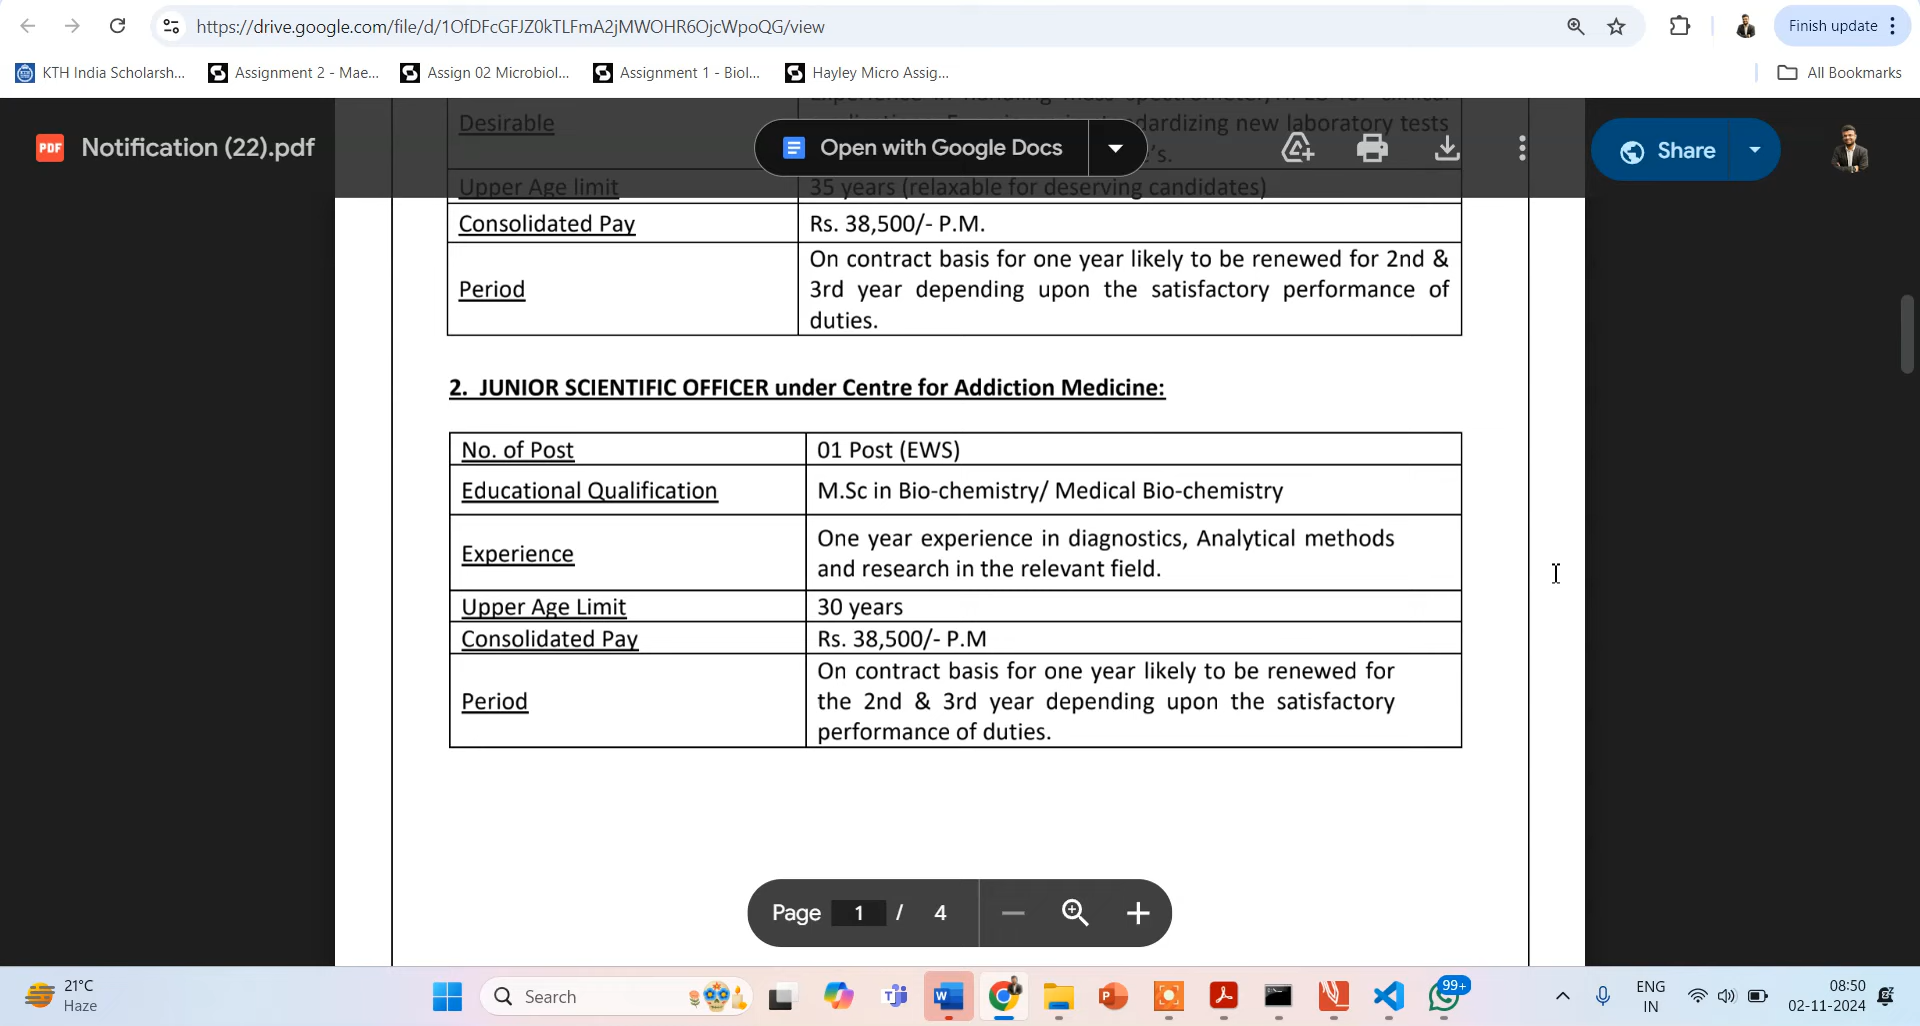 https://drive.google.com/file/d/1OfDFcGFJZ0kTLFmA2jMWOHR6OjcWpoQG/view
Finish update
KTH India Scholarsh...
Assignment 2 - Mae...
Assign 02 Microbiol...
Assignment 1 - Biol...
Hayley Micro Assig...
All Bookmarks
PDF
Notification (22).pdf
Open with Google Docs
Share
Desirable
new laboratory tests
Upper Age limit
35 years (relaxable for deserving candidates)
Consolidated Pay
Rs. 38,500/- P.M.
Period
On contract basis for one year likely to be renewed for 2nd &
3rd year depending upon the satisfactory performance of
duties.
2. JUNIOR SCIENTIFIC OFFICER under Centre for Addiction Medicine:
No. of Post
01 Post (EWS)
Educational Qualification
M.Sc in Bio-chemistry/ Medical Bio-chemistry
Experience
One year experience in diagnostics, Analytical methods
and research in the relevant field.
Upper Age Limit
30 years
Consolidated Pay
Rs. 38,500/- P.M
Period
On contract basis for one year likely to be renewed for
the 2nd & 3rd year depending upon the satisfactory
performance of duties.
Page 1 / 4
21°C
Haze
Search
99+
ENG
IN
08:50
02-11-2024